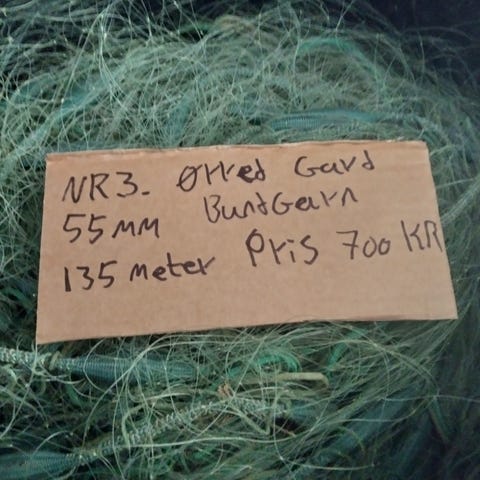 NR3. Ørred Gard
55mm BundGarn
135 meter Pris 700 KR